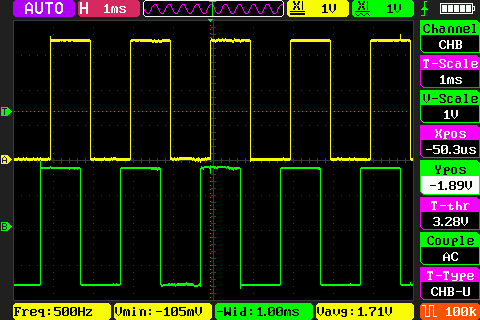 AUTO H 1ms X1 1V X1 1V
Channel
CHB
T-Scale
1ms
V-Scale
1V
Xpos
-50.3us
Ypos
-1.89V
T-thr
3.28V
Couple
AC
T-Type
CHB-U
T
A
B
Freq:500Hz Vmin:-105mV -Wid:1.00ms Vavg:1.71V 100k